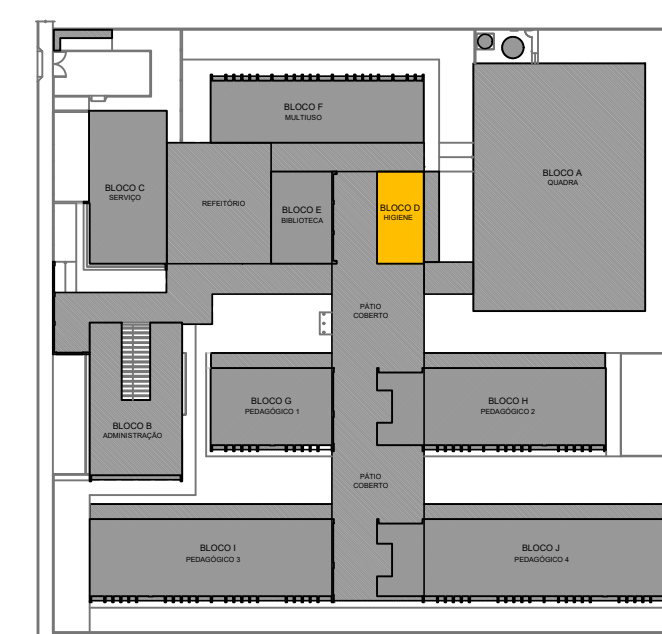 BLOCO F
MULTIUSO
BLOCO A
QUADRA
BLOCO C
SERVIÇO
REFEITÓRIO
BLOCO E
BIBLIOTECA
BLOCO D
HIGIENE
PÁTIO
COBERTO
BLOCO G
PEDAGÓGICO 1
BLOCO H
PEDAGÓGICO 2
BLOCO B
ADMINISTRAÇÃO
PÁTIO
COBERTO
BLOCO I
PEDAGÓGICO 3
BLOCO J
PEDAGÓGICO 4